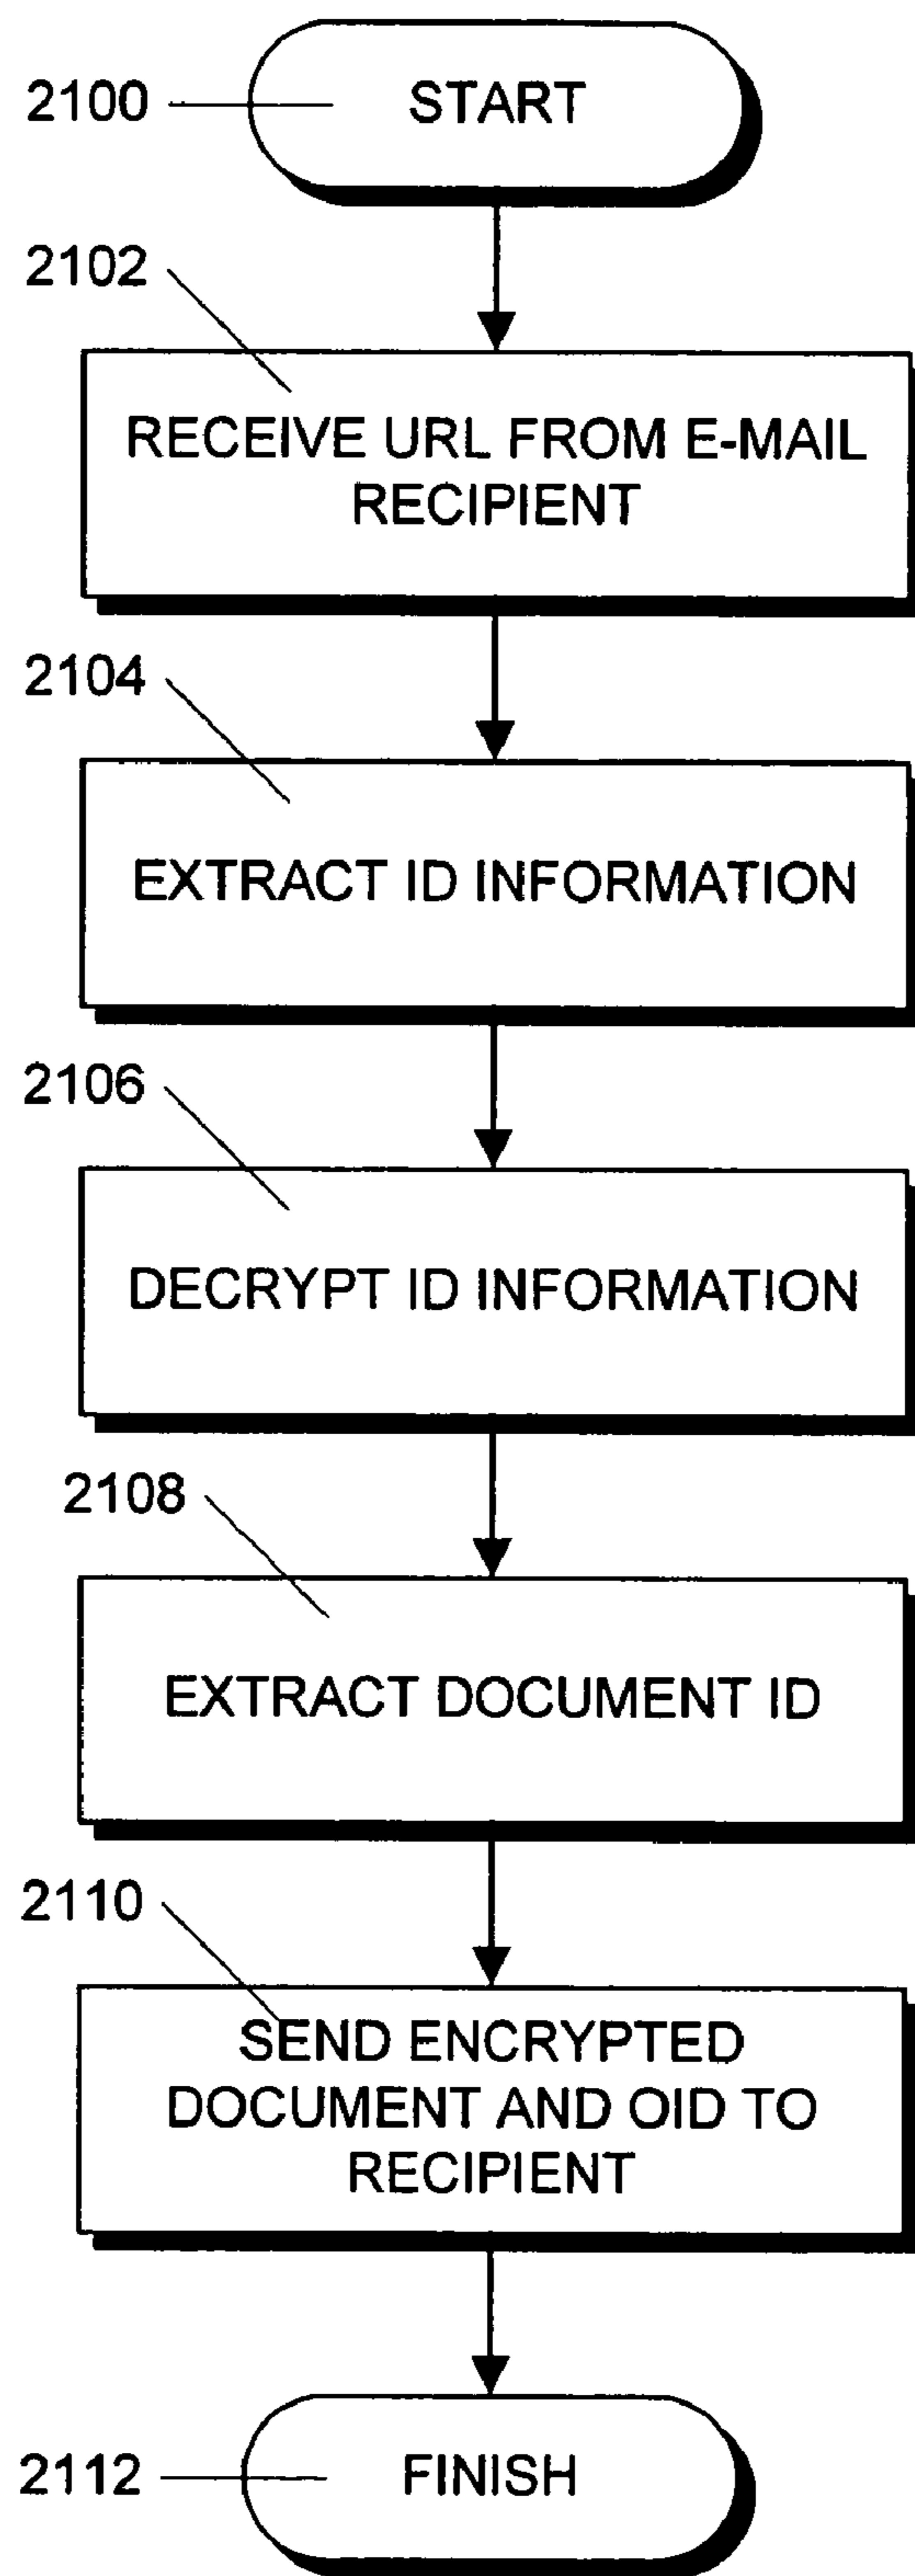 2100
START
2102
RECEIVE URL FROM E-MAIL
RECIPIENT
2104
EXTRACT ID INFORMATION
2106
DECRYPT ID INFORMATION
2108
EXTRACT DOCUMENT ID
2110
SEND ENCRYPTED
DOCUMENT AND OID TO
RECIPIENT
2112
FINISH